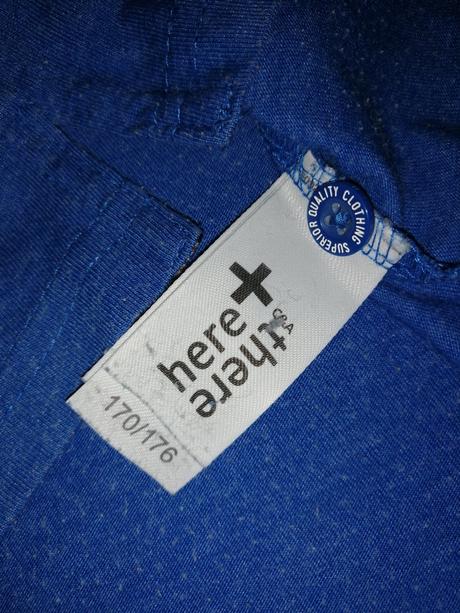 SUPERIOR QUALITY CLOTHING
here +
there
C&A
170/176